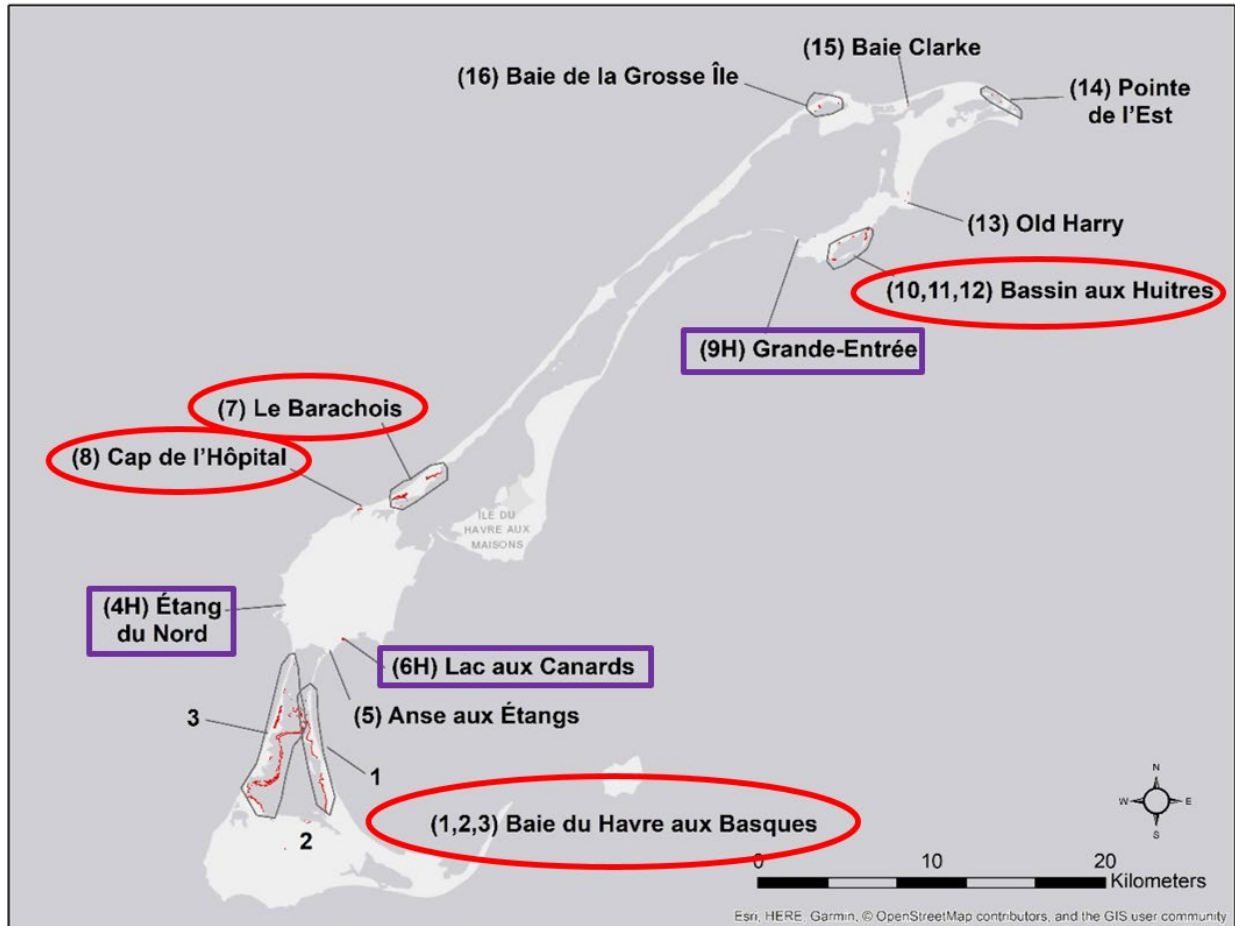 (15) Baie Clarke
(16) Baie de la Grosse Île
(14) Pointe
de l'Est
(13) Old Harry
(10,11,12) Bassin aux Huitres
(9H) Grande-Entrée
(7) Le Barachois
(8) Cap de l'Hôpital
ÎLE DU
HAVRE AUX
MAISONS
(4H) Étang
du Nord
(6H) Lac aux Canards
(5) Anse aux Étangs
3
1
2
(1,2,3) Baie du Havre aux Basques
N
W E
S
0 10 20
Kilometers
Esri, HERE, Garmin, © OpenStreetMap contributors, and the GIS user community